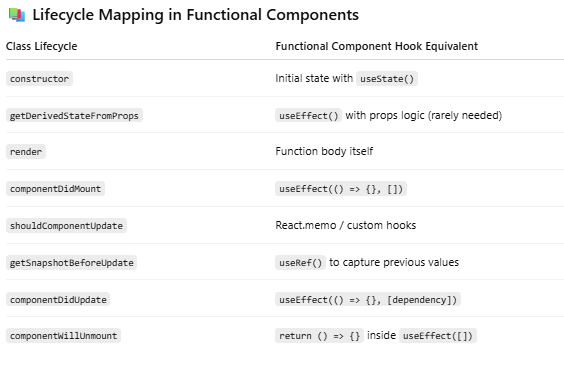 Lifecycle Mapping in Functional Components
Class Lifecycle Functional Component Hook Equivalent
constructor Initial state with useState()
getDerivedStateFromProps useEffect() with props logic (rarely needed)
render Function body itself
componentDidMount useEffect(() => {}, [])
shouldComponentUpdate React.memo / custom hooks
getSnapshotBeforeUpdate useRef() to capture previous values
componentDidUpdate useEffect(() => {}, [dependency])
componentWillUnmount return () => {} inside useEffect([])